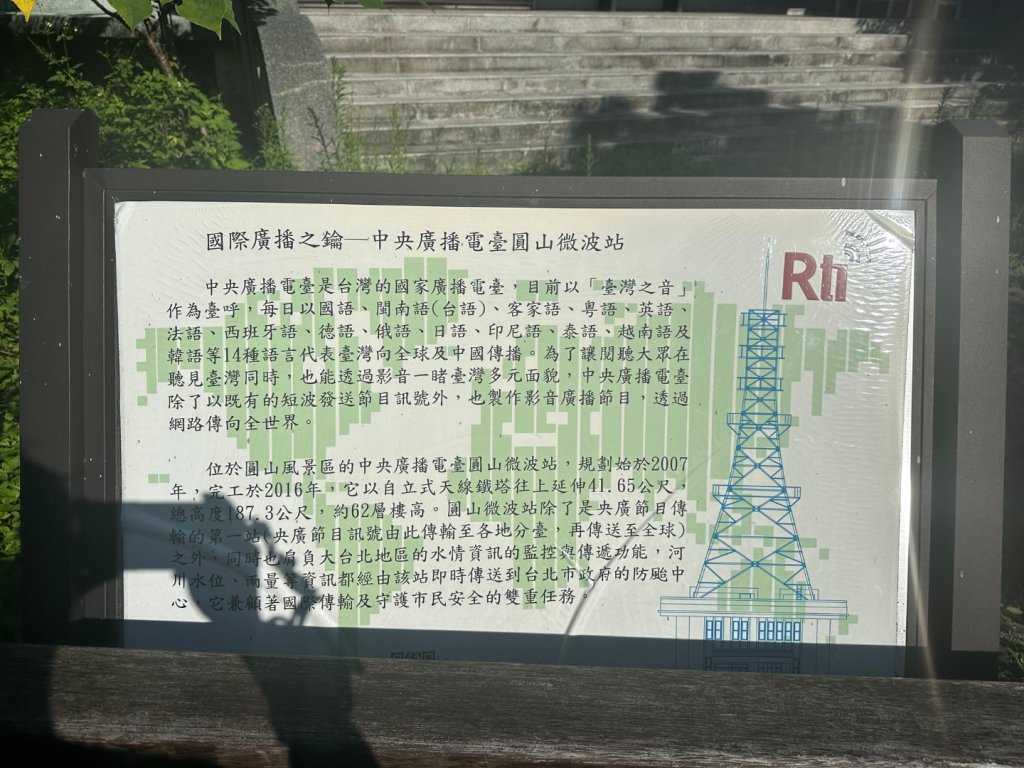 國際廣播之鑰—中央廣播電臺圓山微波站
Rti
中央廣播電臺是台灣的國家廣播電臺，目前以「臺灣之音」
作為臺呼，每日以國語、閩南語(台語)、客家語、粵語、英語、
法語、西班牙語、德語、俄語、日語、印尼語、泰語、越南語及
韓語等14種語言代表臺灣向全球及中國傳播。為了讓閱聽大眾在
聽見臺灣同時，也能透過影音一睹臺灣多元面貌，中央廣播電臺
除了以既有的短波發送節目訊號外，也製作影音廣播節目，透過
網路傳向全世界。
位於圓山風景區的中央廣播電臺圓山微波站，規劃始於2007
年，完工於2016年，它以自立式天線鐵塔往上延伸41.65公尺，
總高度187.3公尺，約62層樓高。圓山微波站除了是央廣節目傳
輸的第一站(央廣節目訊號由此傳輸至各地分臺，再傳送至全球)
之外，同時也肩負大台北地區的水情資訊的監控與傳遞功能，河
川水位、雨量等資訊都經由該站即時傳送到台北市政府的防颱中
心，它兼顧著國際傳輸及守護市民安全的雙重任務。